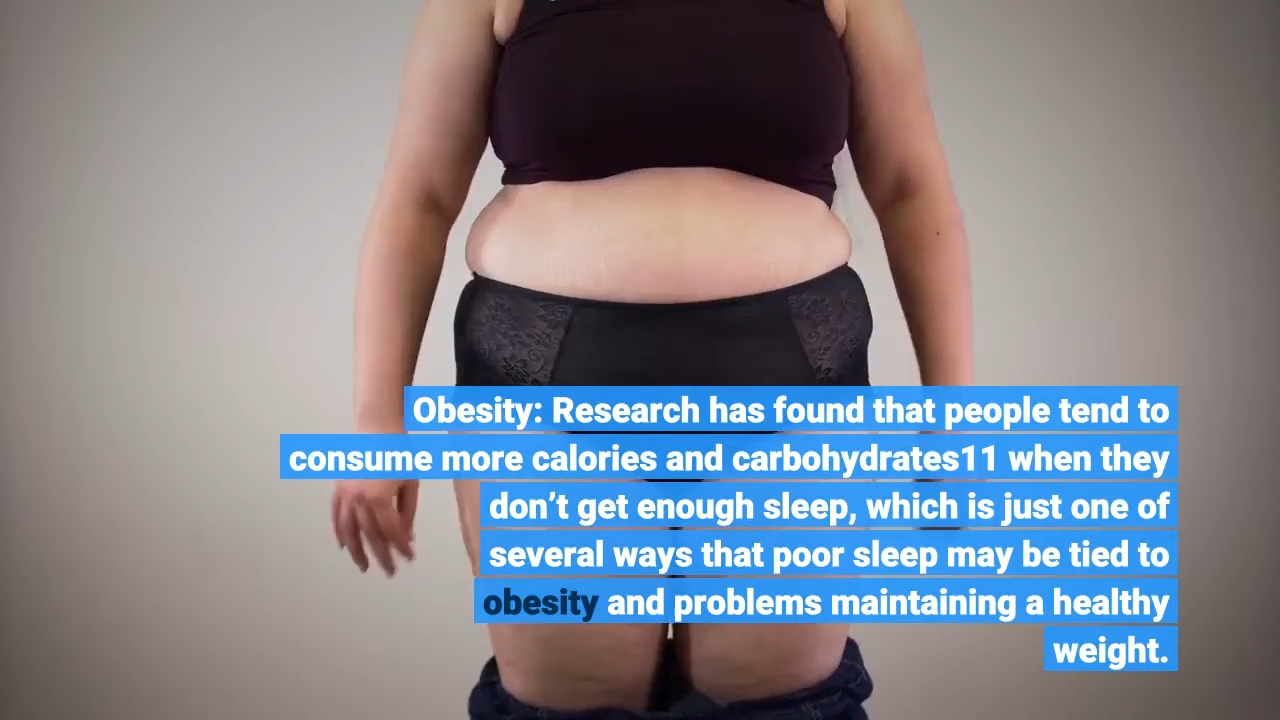 Obesity: Research has found that people tend to
consume more calories and carbohydrates11 when they
don’t get enough sleep, which is just one of
several ways that poor sleep may be tied to
obesity and problems maintaining a healthy
weight.